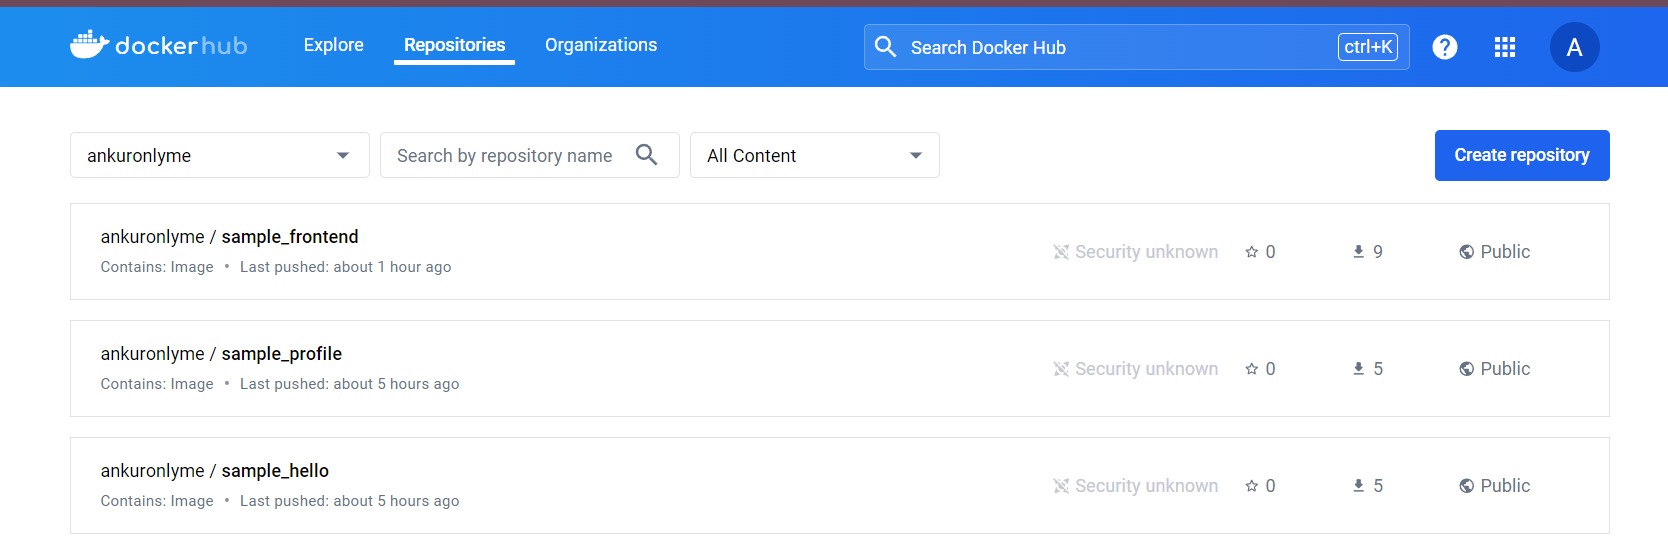 docker hub Explore Repositories Organizations Search Docker Hub ctrl+K ? A
ankuronlyme Search by repository name All Content Create repository
ankuronlyme / sample_frontend
Contains: Image • Last pushed: about 1 hour ago
Security unknown 0 9 Public
ankuronlyme / sample_profile
Contains: Image • Last pushed: about 5 hours ago
Security unknown 0 5 Public
ankuronlyme / sample_hello
Contains: Image • Last pushed: about 5 hours ago
Security unknown 0 5 Public